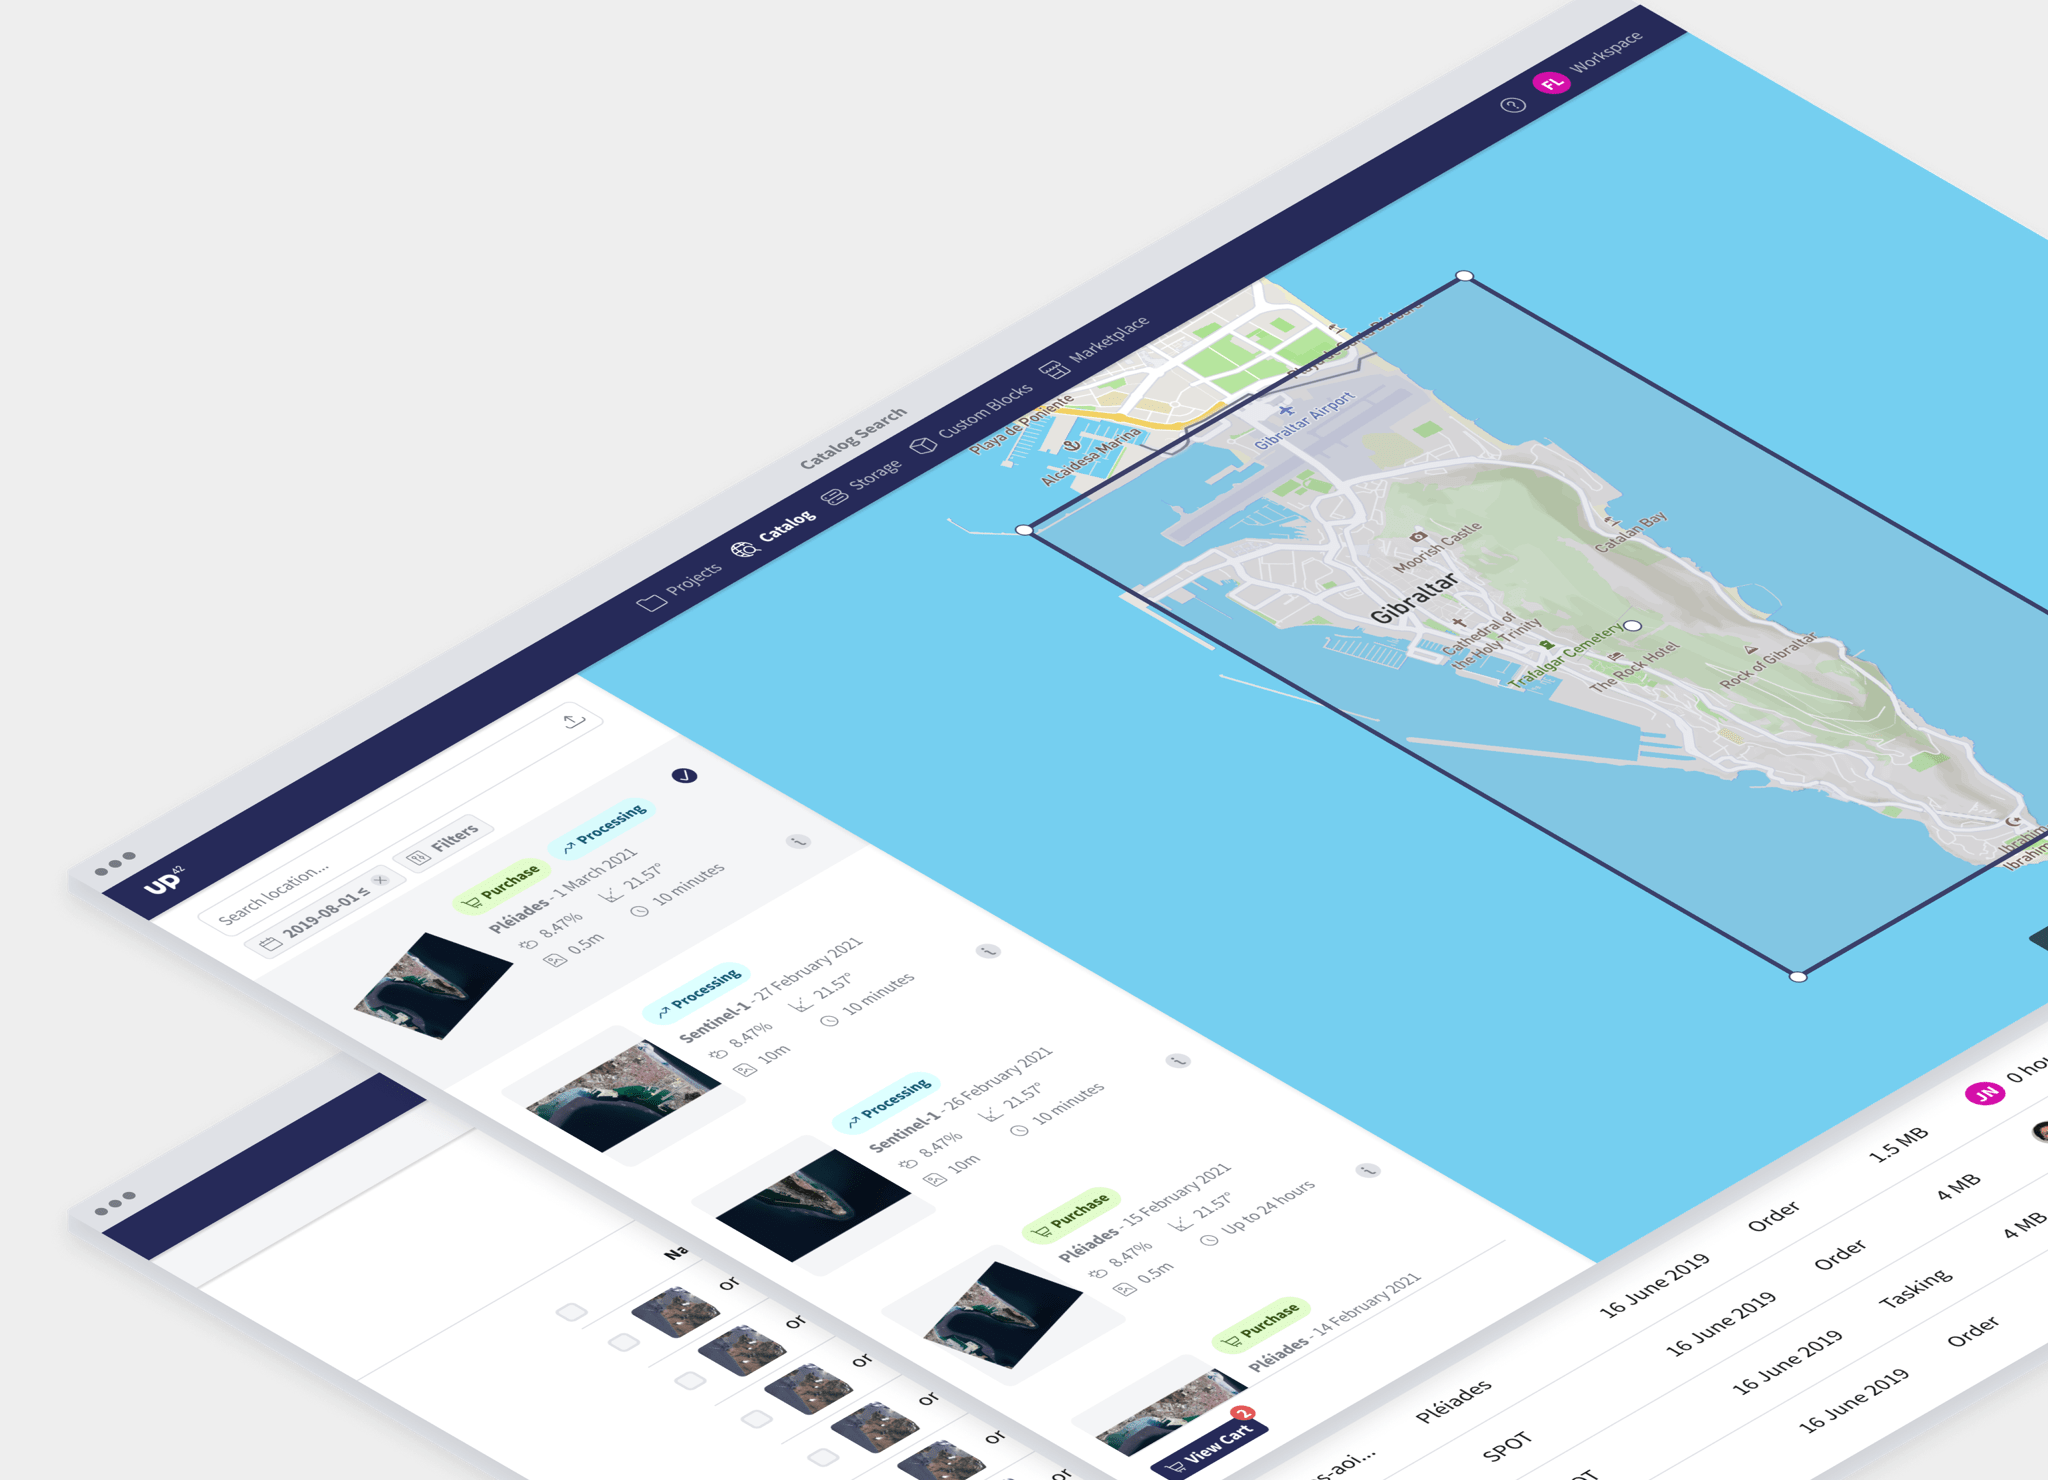 Catalog Search
up42
Projects
Catalog
Storage
Custom Blocks
Marketplace
?
FL
Workspace
Search location...
2019-08-01 ≤
Filters
Purchase
Processing
Pléiades - 1 March 2021
8.47%
21.57°
0.5m
10 minutes
i
Processing
Sentinel-1 - 27 February 2021
8.47%
21.57°
10m
10 minutes
i
Processing
Sentinel-1 - 26 February 2021
8.47%
21.57°
10m
10 minutes
i
Purchase
Pléiades - 15 February 2021
8.47%
21.57°
0.5m
Up to 24 hours
i
Purchase
Pléiades - 14 February 2021
View Cart
2
Playa de Poniente
Alcaidesa Marina
Gibraltar Airport
Moorish Castle
Catalan Bay
Gibraltar
Cathedral of
the Holy Trinity
Trafalgar Cemetery
The Rock Hotel
Rock of Gibraltar
Ibrahim
Ibrahim
Na
or
or
or
or
or
or
s-aoi...
Pléiades
16 June 2019
Order
1.5 MB
JN
0 hou
SPOT
16 June 2019
Order
4 MB
OT
16 June 2019
Tasking
4 MB
16 June 2019
Order